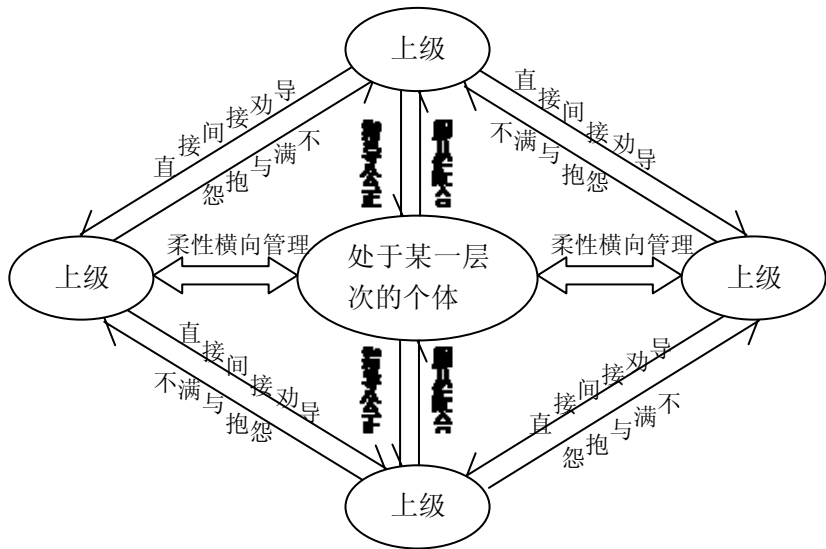 上级
直接间接劝导
不满与抱怨
直接间接劝导
不满与抱怨
上级
柔性横向管理
处于某一层
次的个体
柔性横向管理
上级
直接间接劝导
不满与抱怨
直接间接劝导
不满与抱怨
上级